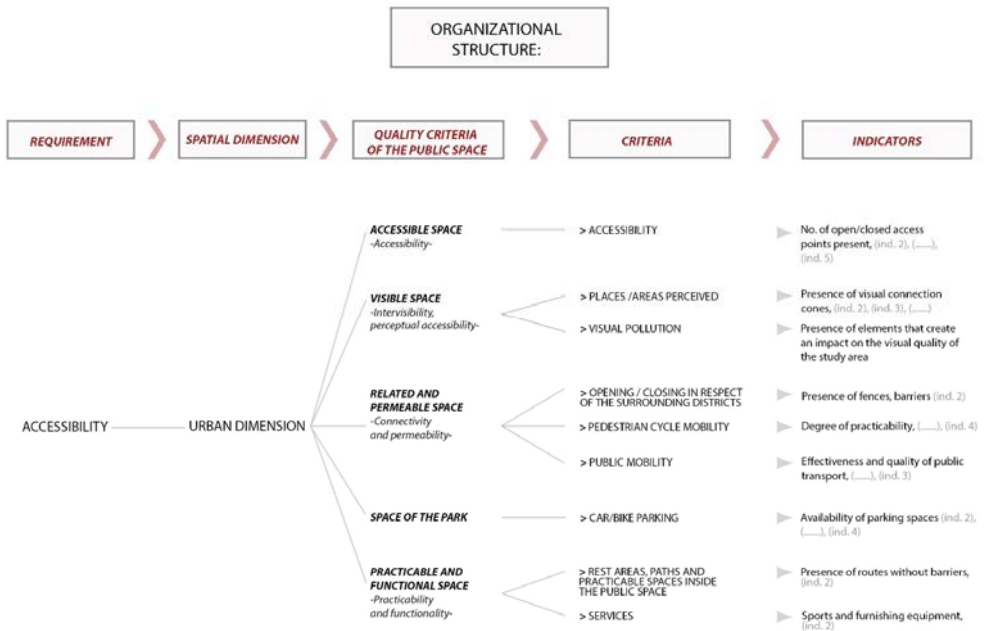 ORGANIZATIONAL
STRUCTURE:
REQUIREMENT
SPATIAL DIMENSION
QUALITY CRITERIA
OF THE PUBLIC SPACE
CRITERIA
INDICATORS
ACCESSIBILITY
URBAN DIMENSION
ACCESSIBLE SPACE
-Accessibility-
> ACCESSIBILITY
No. of open/closed access
points present, (ind. 2), (......),
(ind. 5)
VISIBLE SPACE
-Intervisibility,
perceptual accessibility-
> PLACES /AREAS PERCEIVED
Presence of visual connection
cones, (ind. 2), (ind. 3), (......)
> VISUAL POLLUTION
Presence of elements that create
an impact on the visual quality of
the study area
RELATED AND
PERMEABLE SPACE
-Connectivity
and permeability-
> OPENING / CLOSING IN RESPECT
OF THE SURROUNDING DISTRICTS
Presence of fences, barriers (ind. 2)
> PEDESTRIAN CYCLE MOBILITY
Degree of practicability, (......), (ind. 4)
> PUBLIC MOBILITY
Effectiveness and quality of public
transport, (......), (ind. 3)
SPACE OF THE PARK
> CAR/BIKE PARKING
Availability of parking spaces (ind. 2),
(......), (ind. 4)
PRACTICABLE AND
FUNCTIONAL SPACE
-Practicability
and functionality-
> REST AREAS, PATHS AND
PRACTICABLE SPACES INSIDE
THE PUBLIC SPACE
Presence of routes without barriers,
(ind. 2)
> SERVICES
Sports and furnishing equipment,
(ind. 2)